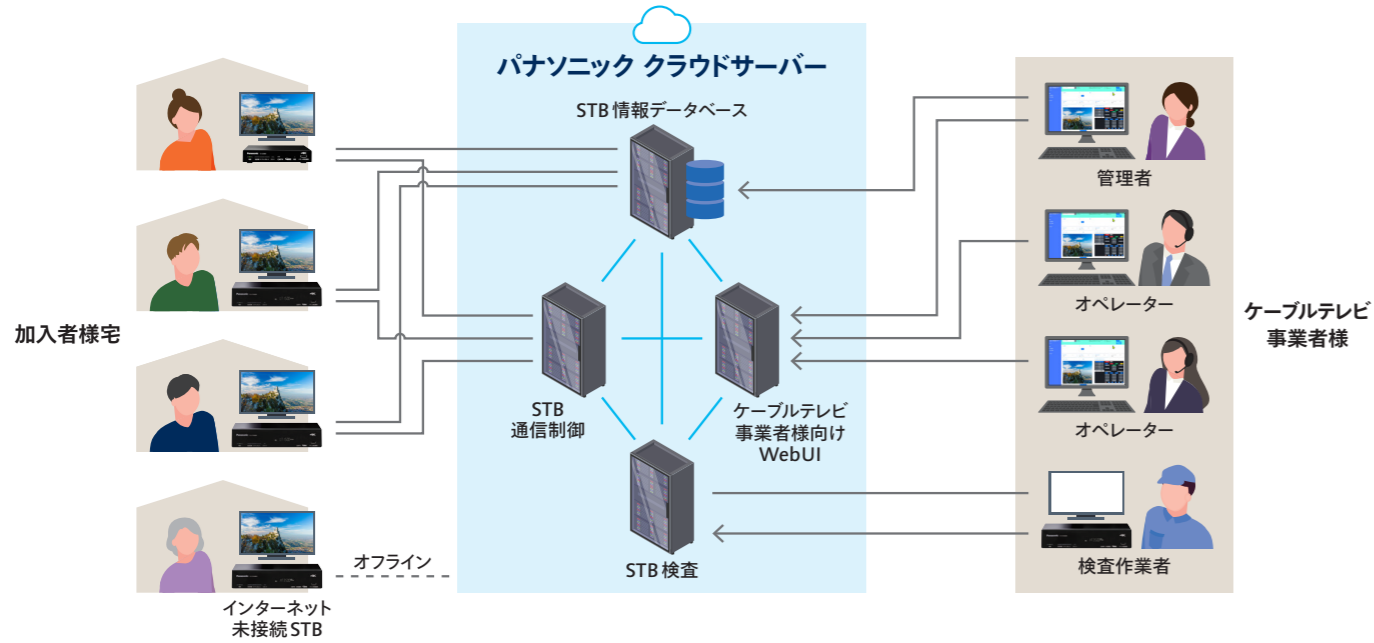 パナソニック クラウドサーバー
STB 情報データベース
加入者様宅
STB
通信制御
ケーブルテレビ
事業者様向け
WebUI
STB 検査
オフライン
インターネット
未接続 STB
管理者
オペレーター
オペレーター
検査作業者
ケーブルテレビ
事業者様